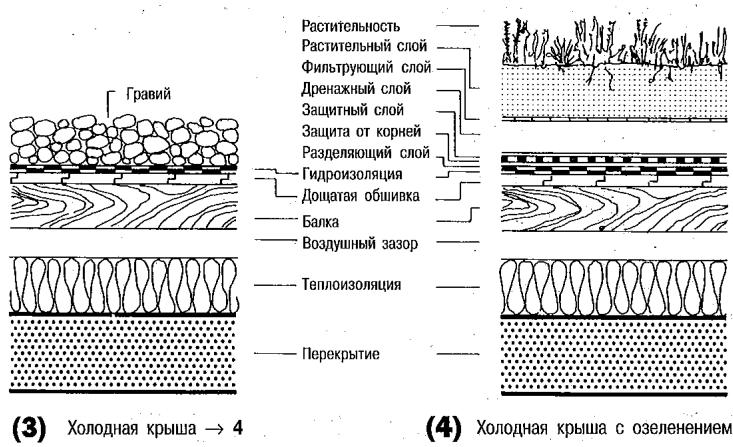 Гравий
Растительность
Растительный слой
Фильтрующий слой
Дренажный слой
Защитный слой
Защита от корней
Разделяющий слой
Гидроизоляция
Дощатая обшивка
Балка
Воздушный зазор
Теплоизоляция
Перекрытие
(3) Холодная крыша → 4
(4) Холодная крыша с озеленением